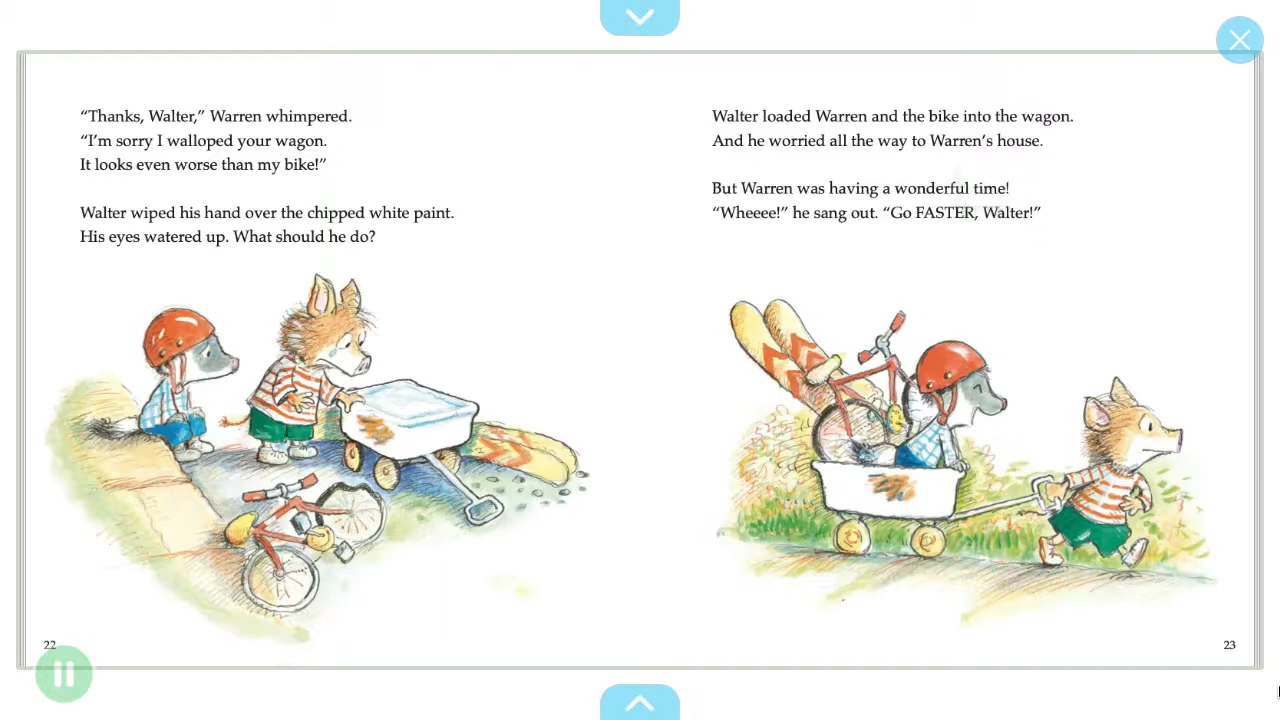 “Thanks, Walter,” Warren whimpered.
“I’m sorry I walloped your wagon.
It looks even worse than my bike!”
Walter wiped his hand over the chipped white paint.
His eyes watered up. What should he do?
22
Walter loaded Warren and the bike into the wagon.
And he worried all the way to Warren’s house.
But Warren was having a wonderful time!
“Wheeee!” he sang out. “Go FASTER, Walter!”
23